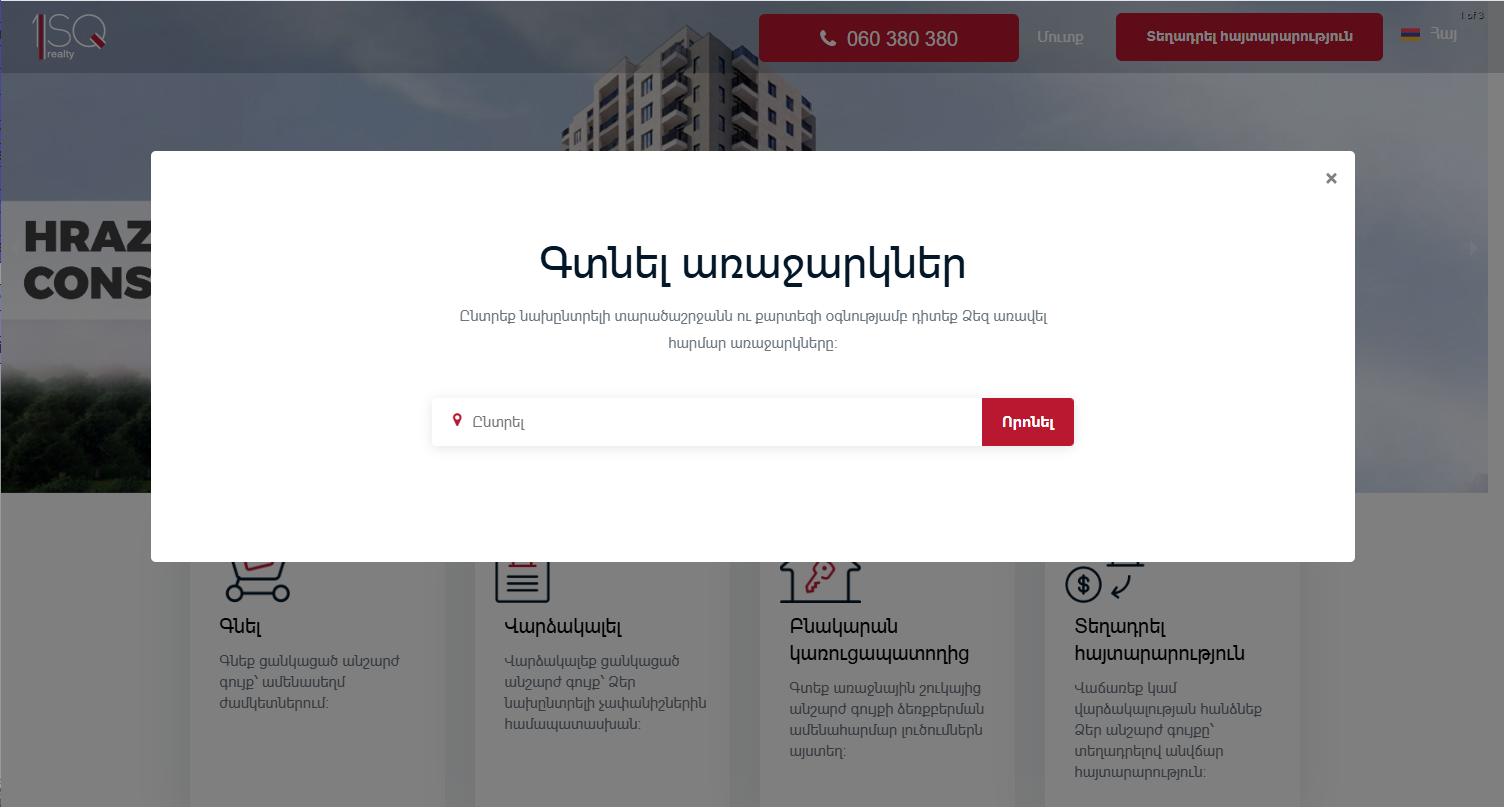 1SQ
realty
060 380 380
Մուտք
Տեղադրել հայտարարություն
Հայ
1 of 3
HRAZ
CONS
×
Գտնել առաջարկներ
Ընտրեք նախընտրելի տարածաշրջանն ու քարտեզի օգնությամբ դիտեք Ձեզ առավել
հարմար առաջարկները:
Ընտրել
Որոնել
Գնել
Գնեք ցանկացած անշարժ
գույք՝ ամենասեղմ
ժամկետներում:
Վարձակալել
Վարձակալեք ցանկացած
անշարժ գույք՝ Ձեր
նախընտրելի չափանիշներին
համապատասխան:
Բնակարան
կառուցապատողից
Գտեք առաջնային շուկայից
անշարժ գույքի ձեռքբերման
ամենահարմար լուծումներն
այստեղ:
Տեղադրել
հայտարարություն
Վաճառեք կամ
վարձակալության հանձնեք
Ձեր անշարժ գույքը՝
տեղադրելով անվճար
հայտարարություն: